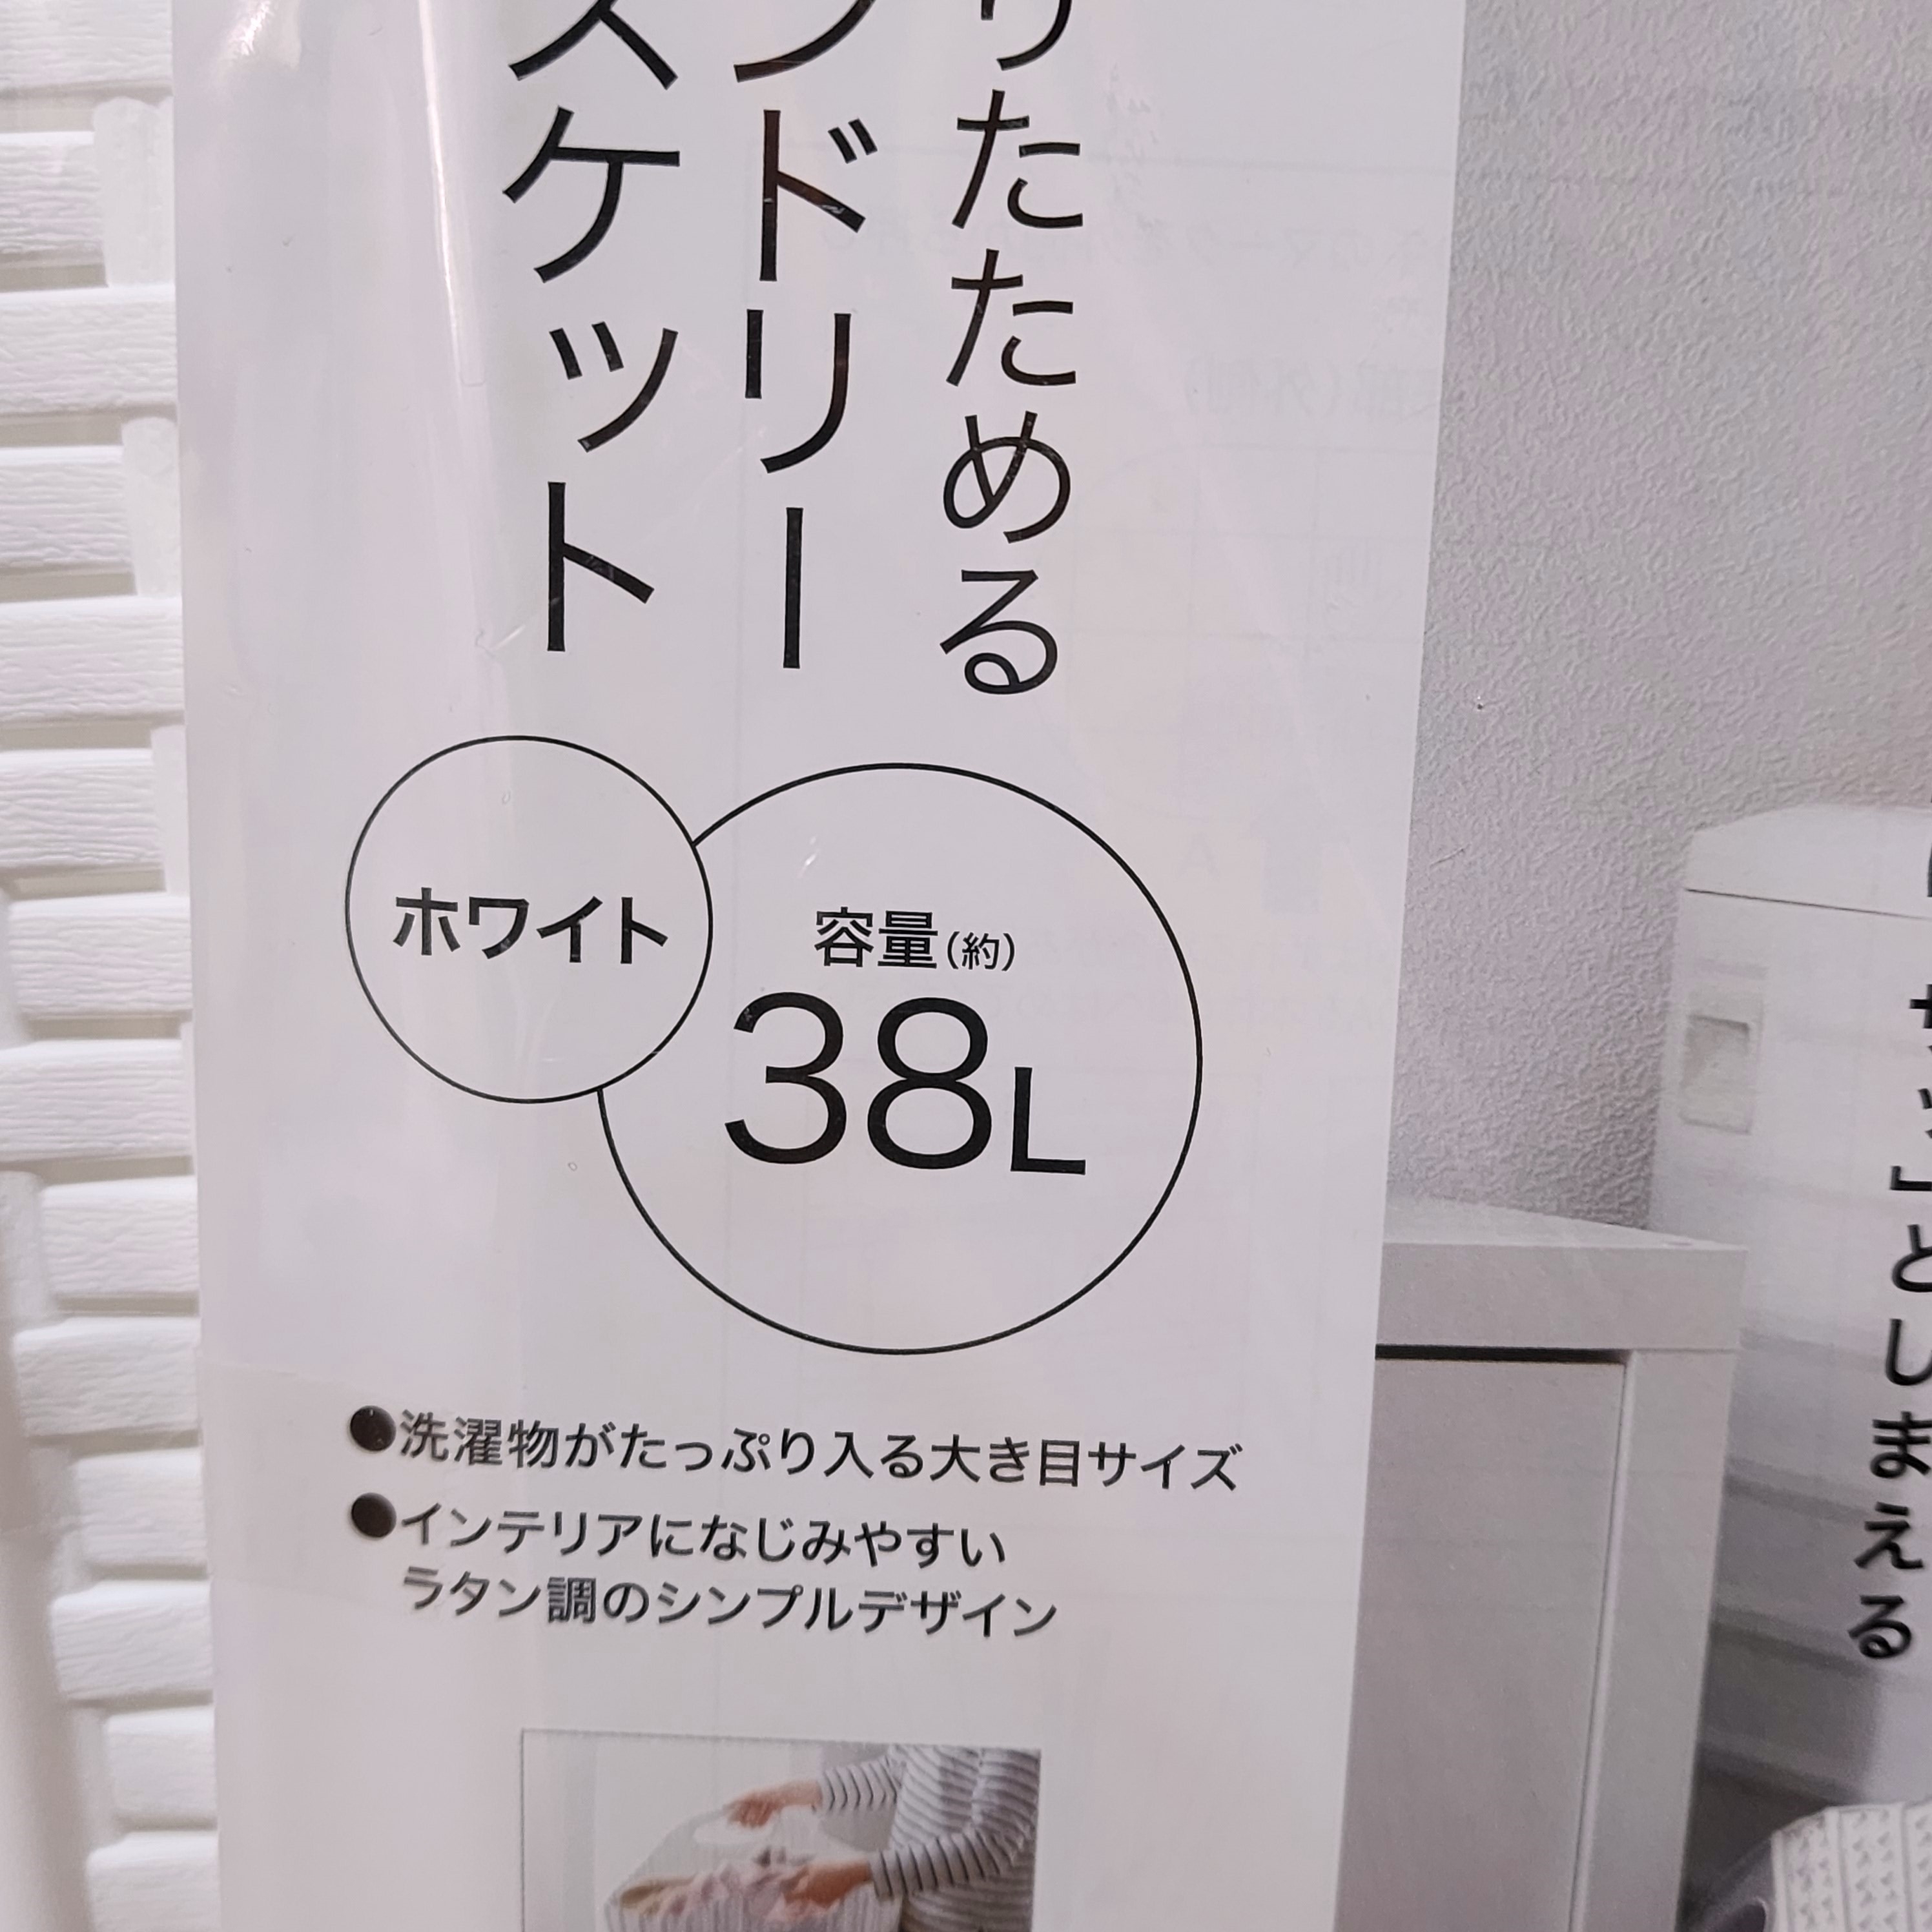 りたためる
ンドリー
スケット
ホワイト
容量(約)
38L
●洗濯物がたっぷり入る大き目サイズ
●インテリアになじみやすい
ラタン調のシンプルデザイン
としまえる